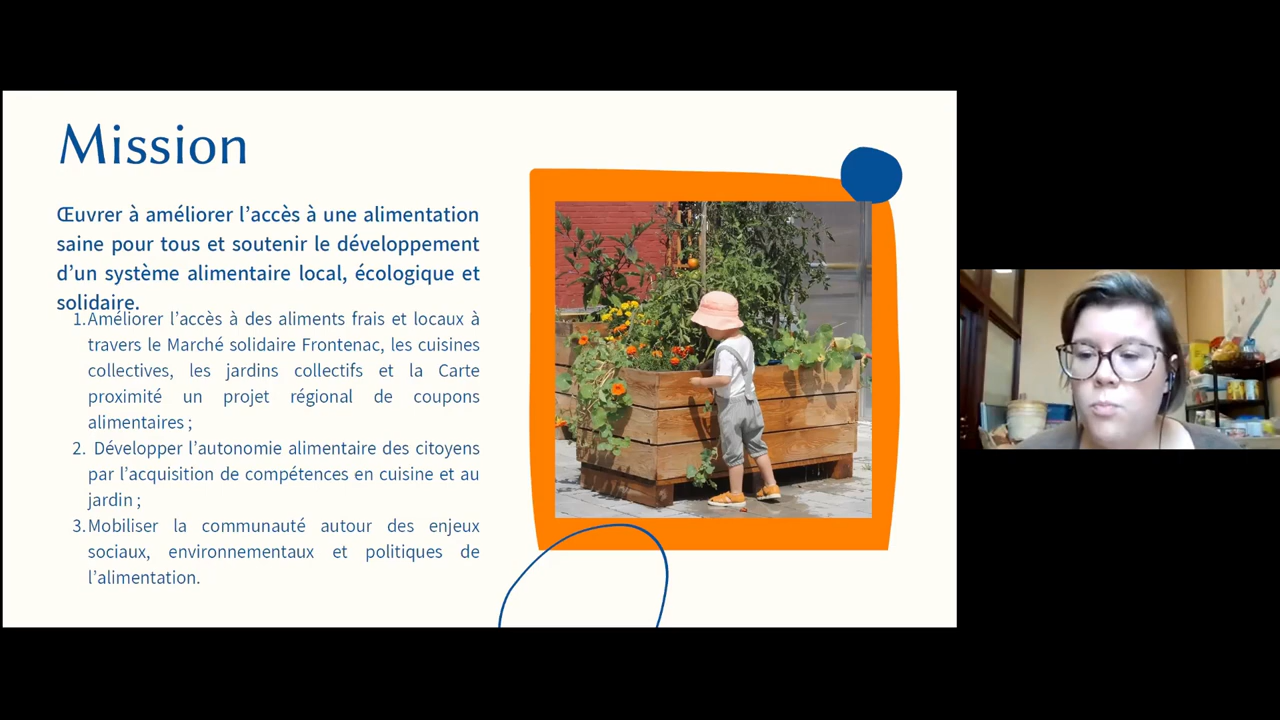 Mission
Œuvrer à améliorer l’accès à une alimentation
saine pour tous et soutenir le développement
d’un système alimentaire local, écologique et
solidaire.
1.Améliorer l’accès à des aliments frais et locaux à
travers le Marché solidaire Frontenac, les cuisines
collectives, les jardins collectifs et la Carte
proximité un projet régional de coupons
alimentaires ;
2. Développer l’autonomie alimentaire des citoyens
par l’acquisition de compétences en cuisine et au
jardin ;
3.Mobiliser la communauté autour des enjeux
sociaux, environnementaux et politiques de
l’alimentation.